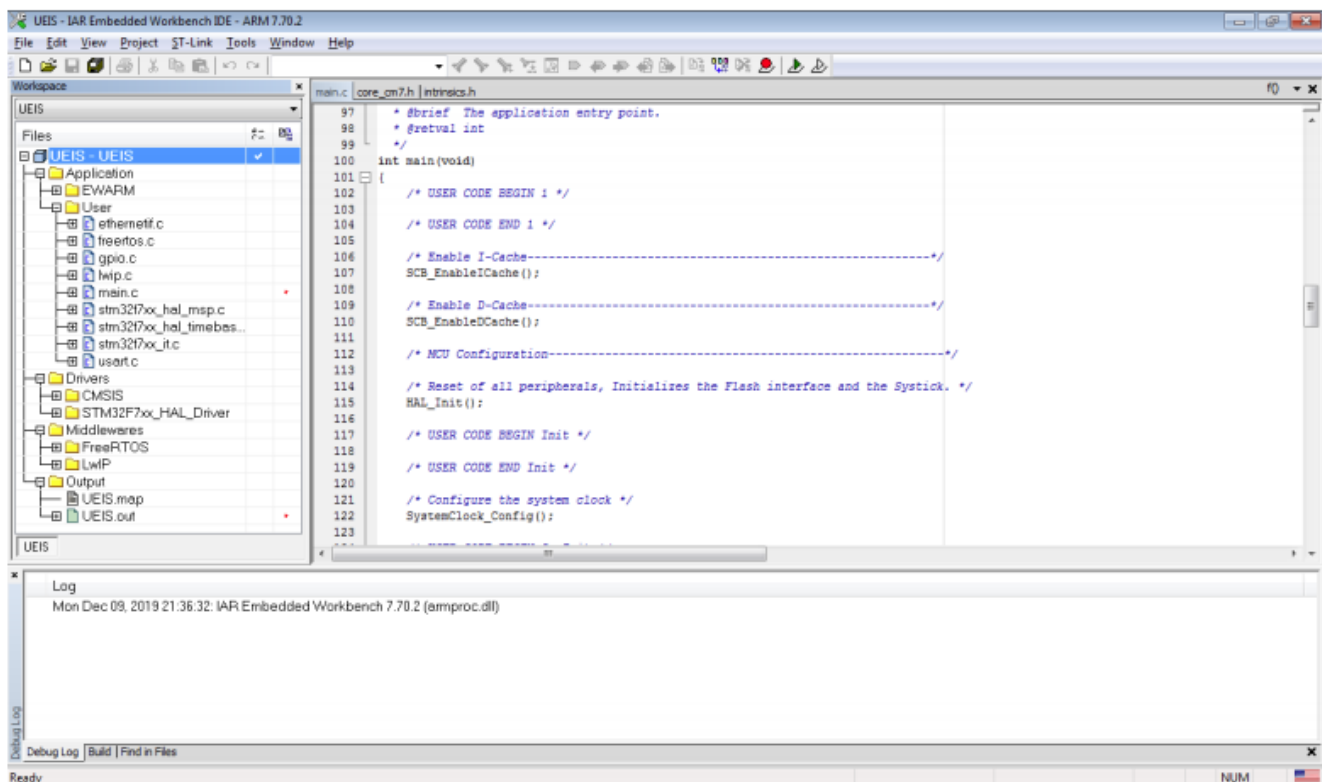 UEIS - IAR Embedded Workbench IDE - ARM 7.70.2
File Edit View Project ST-Link Tools Window Help
Workspace
main.c core_cm7.h intrinsics.h
f()
UEIS
Files
UEIS - UEIS
Application
EWARM
User
ethernetif.c
freertos.c
gpio.c
lwip.c
main.c
stm32f7xx_hal_msp.c
stm32f7xx_hal_timebas...
stm32f7xx_it.c
usart.c
Drivers
CMSIS
STM32F7xx_HAL_Driver
Middlewares
FreeRTOS
LwIP
Output
UEIS.map
UEIS.out
UEIS
97 * @brief The application entry point.
98 * @retval int
99 */
100 int main(void)
101 {
102 /* USER CODE BEGIN 1 */
103
104 /* USER CODE END 1 */
105
106 /* Enable I-Cache---------------------------------------------------------*/
107 SCB_EnableICache();
108
109 /* Enable D-Cache---------------------------------------------------------*/
110 SCB_EnableDCache();
111
112 /* MCU Configuration--------------------------------------------------------*/
113
114 /* Reset of all peripherals, Initializes the Flash interface and the Systick. */
115 HAL_Init();
116
117 /* USER CODE BEGIN Init */
118
119 /* USER CODE END Init */
120
121 /* Configure the system clock */
122 SystemClock_Config();
123
Log
Mon Dec 09, 2019 21:36:32: IAR Embedded Workbench 7.70.2 (armproc.dll)
Debug Log
Debug Log Build Find in Files
Ready
NUM